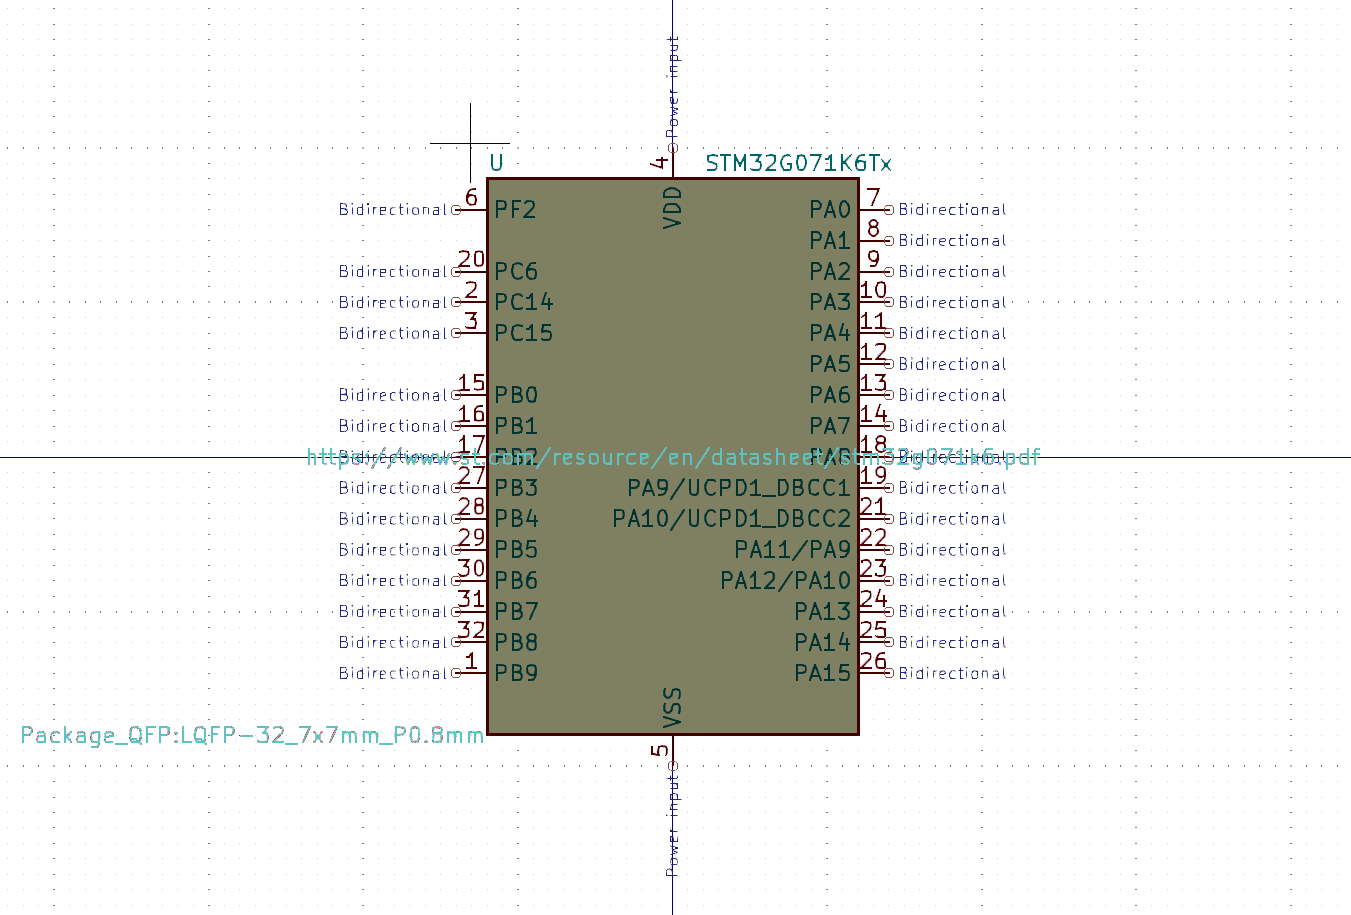 Power input
4
U
STM32G071K6Tx
VDD
Bidirectional 6 PF2 PA0 7 Bidirectional
PA1 8 Bidirectional
Bidirectional 20 PC6 PA2 9 Bidirectional
Bidirectional 2 PC14 PA3 10 Bidirectional
Bidirectional 3 PC15 PA4 11 Bidirectional
PA5 12 Bidirectional
Bidirectional 15 PB0 PA6 13 Bidirectional
Bidirectional 16 PB1 PA7 14 Bidirectional
Bidirectional 17 PB2 PA8 18 Bidirectional
https://www.st.com/resource/en/datasheet/stm32g071k6.pdf
Bidirectional 27 PB3 PA9/UCPD1_DBCC1 19 Bidirectional
Bidirectional 28 PB4 PA10/UCPD1_DBCC2 21 Bidirectional
Bidirectional 29 PB5 PA11/PA9 22 Bidirectional
Bidirectional 30 PB6 PA12/PA10 23 Bidirectional
Bidirectional 31 PB7 PA13 24 Bidirectional
Bidirectional 32 PB8 PA14 25 Bidirectional
Bidirectional 1 PB9 PA15 26 Bidirectional
VSS
Package_QFP:LQFP-32_7x7mm_P0.8mm
5
Power input